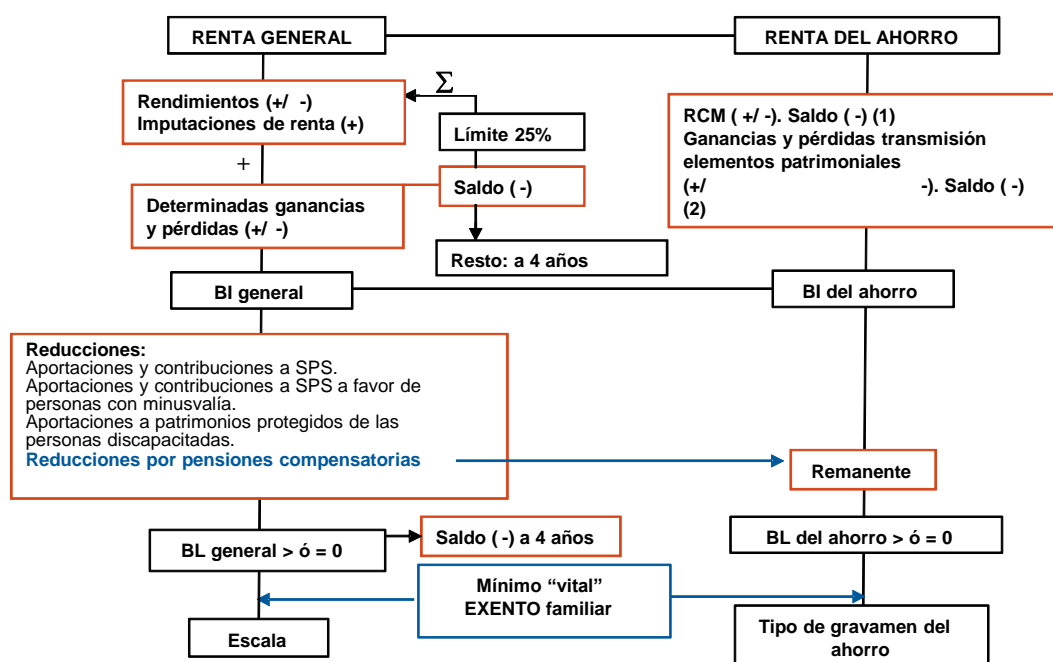 RENTA GENERAL
RENTA DEL AHORRO
Σ
Rendimientos (+/ -)
Imputaciones de renta (+)
Límite 25%
RCM ( +/ -). Saldo ( -) (1)
Ganancias y pérdidas transmisión
elementos patrimoniales
(+/ -). Saldo ( -)
(2)
+
Saldo ( -)
Determinadas ganancias
y pérdidas (+/ -)
Resto: a 4 años
BI general
BI del ahorro
Reducciones:
Aportaciones y contribuciones a SPS.
Aportaciones y contribuciones a SPS a favor de
personas con minusvalía.
Aportaciones a patrimonios protegidos de las
personas discapacitadas.
Reducciones por pensiones compensatorias
Remanente
BL general > ó = 0
Saldo ( -) a 4 años
BL del ahorro > ó = 0
Mínimo “vital”
EXENTO familiar
Escala
Tipo de gravamen del
ahorro